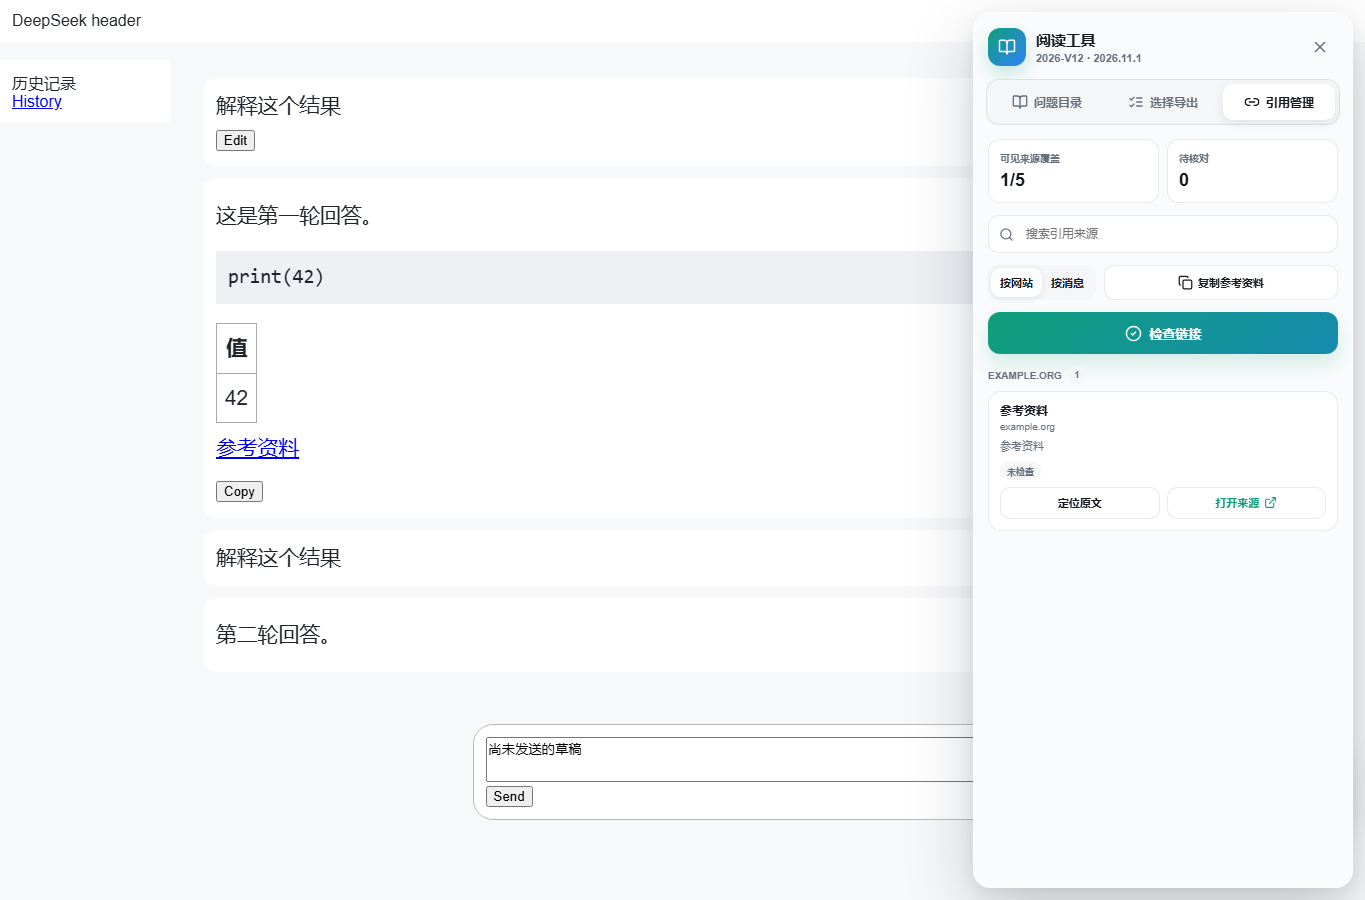 DeepSeek header
历史记录
History
解释这个结果
Edit
这是第一轮回答。
print(42)
值
42
参考资料
Copy
解释这个结果
第二轮回答。
尚未发送的草稿
Send
阅读工具
2026-V12 · 2026.11.1
问题目录
选择导出
引用管理
可见来源覆盖
1/5
待核对
0
搜索引用来源
按网站
按消息
复制参考资料
检查链接
EXAMPLE.ORG 1
参考资料
example.org
参考资料
未检查
定位原文
打开来源